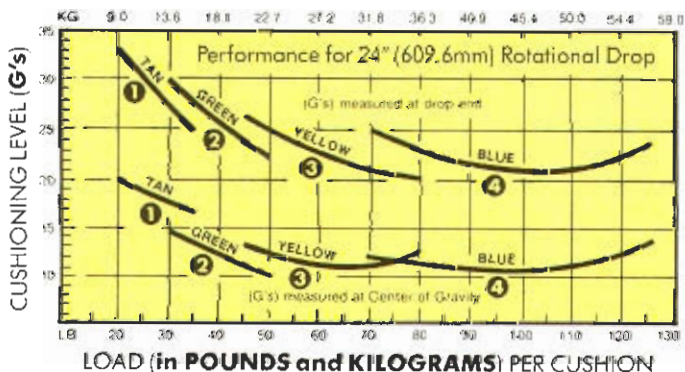 KG 9.0 13.6 18.1 22.7 27.2 31.8 36.3 40.9 45.4 50.0 54.4 59.0
35
Performance for 24" (609.6mm) Rotational Drop
(G's) measured at drop end
TAN GREEN YELLOW BLUE
1 2 3 4
30
25
20
15
10
CUSHIONING LEVEL (G's)
TAN GREEN YELLOW BLUE
1 2 3 4
(G's) measured at Center of Gravity
LB 20 30 40 50 60 70 80 90 100 110 120 130
LOAD (in POUNDS and KILOGRAMS) PER CUSHION